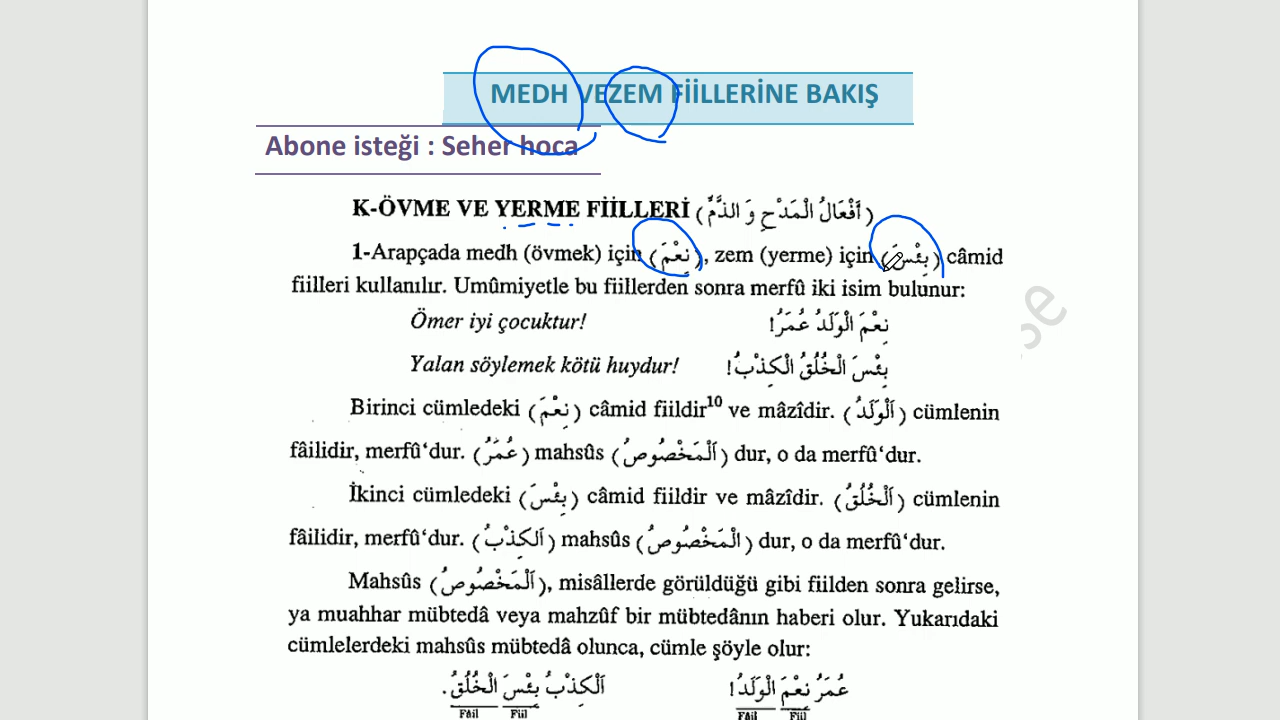 MEDH VEZEM FİİLLERİNE BAKIŞ
Abone isteği : Seher hoca
K-ÖVME VE YERME FİİLLERİ (أَفْعَالُ الْمَدْحِ وَ الذَّمِّ)
1-Arapçada medh (övmek) için (نِعْمَ), zem (yerme) için (بِئْسَ) câmid
fiilleri kullanılır. Umûmiyetle bu fiillerden sonra merfû iki isim bulunur:
Ömer iyi çocuktur! نِعْمَ الْوَلَدُ عُمَرُ!
Yalan söylemek kötü huydur! بِئْسَ الْخُلُقُ الْكِذْبُ!
Birinci cümledeki (نِعْمَ) câmid fiildir10 ve mâzîdir. (اَلْوَلَدُ) cümlenin
fâilidir, merfû‘dur. (عُمَرُ) mahsûs (اَلْمَخْصُوصُ) dur, o da merfû‘dur.
İkinci cümledeki (بِئْسَ) câmid fiildir ve mâzîdir. (اَلْخُلُقُ) cümlenin
fâilidir, merfû‘dur. (اَلْكِذْبُ) mahsûs (الْمَخْصُوصُ) dur, o da merfû‘dur.
Mahsûs (اَلْمَخْصُوصُ), misâllerde görüldüğü gibi fiilden sonra gelirse,
ya muahhar mübtedâ veya mahzûf bir mübtedânın haberi olur. Yukarıdaki
cümlelerdeki mahsûs mübtedâ olunca, cümle şöyle olur:
اَلْكِذْبُ بِئْسَ الْخُلُقُ. عُمَرُ نِعْمَ الْوَلَدُ!
Fâil Fiil Fâil Fiil